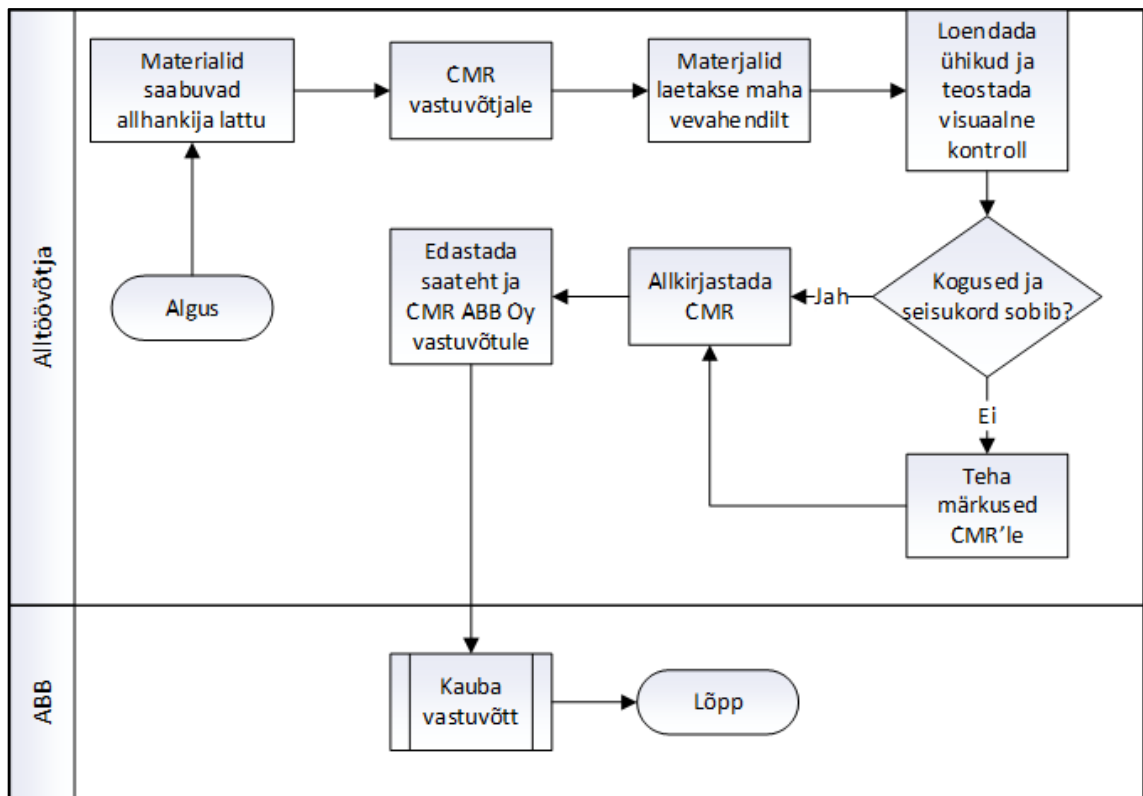 Alltöövõtja
Algus
Materialid
saabuvad
allhankija lattu
CMR
vastuvõtjale
Materjalid
laetakse maha
vevahendilt
Loendada
ühikud ja
teostada
visuaalne
kontroll
Kogused ja
seisukord sobib?
Jah
Ei
Teha
märkused
CMR’le
Allkirjastada
CMR
Edastada
saateht ja
CMR ABB Oy
vastuvõtule
ABB
Kauba
vastuvõtt
Lõpp